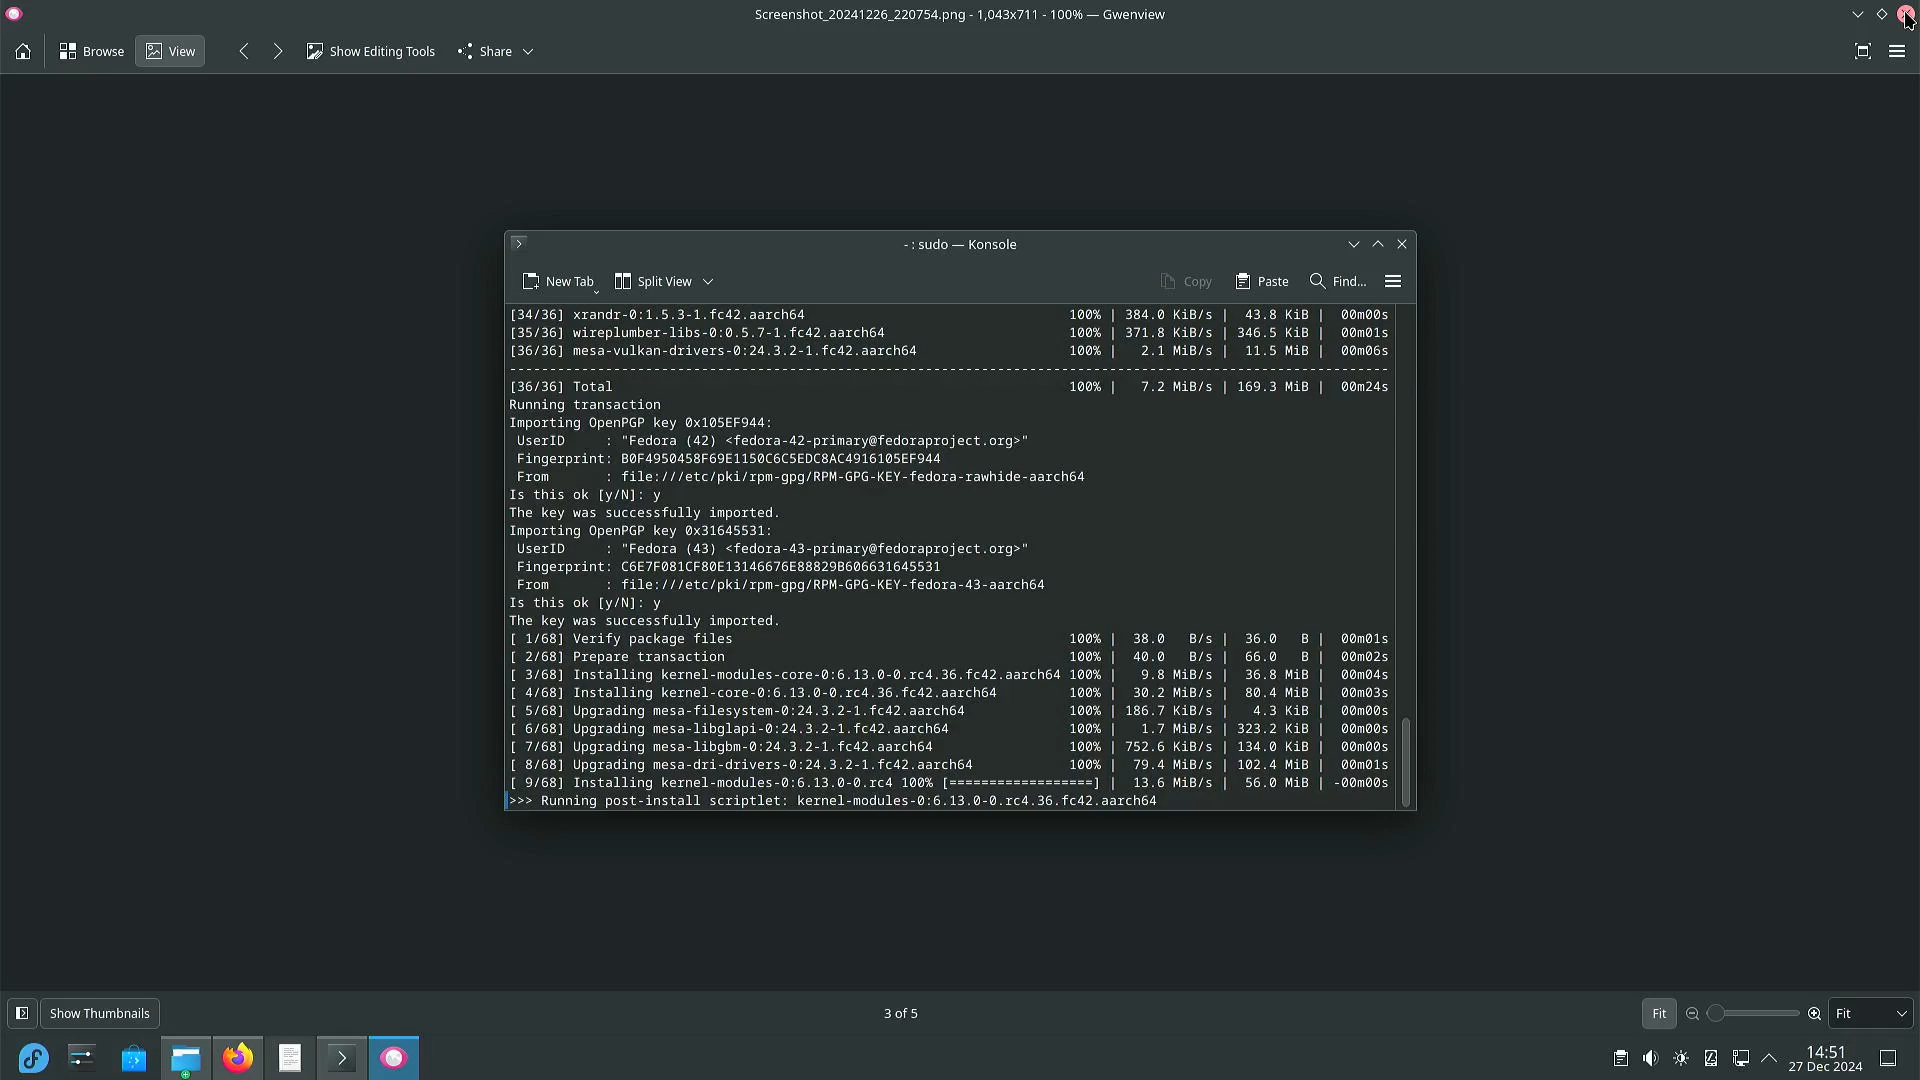 Screenshot_20241226_220754.png - 1,043x711 - 100% — Gwenview
Browse View Show Editing Tools Share
- : sudo — Konsole
New Tab Split View Copy Paste Find...
[34/36] xrandr-0:1.5.3-1.fc42.aarch64 100% | 384.0 KiB/s | 43.8 KiB | 00m00s
[35/36] wireplumber-libs-0:0.5.7-1.fc42.aarch64 100% | 371.8 KiB/s | 346.5 KiB | 00m01s
[36/36] mesa-vulkan-drivers-0:24.3.2-1.fc42.aarch64 100% | 2.1 MiB/s | 11.5 MiB | 00m06s
--------------------------------------------------------------------------------------------------------------
[36/36] Total 100% | 7.2 MiB/s | 169.3 MiB | 00m24s
Running transaction
Importing OpenPGP key 0x105EF944:
UserID : "Fedora (42) <fedora-42-primary@fedoraproject.org>"
Fingerprint: B0F4950458F69E1150C6C5EDC8AC4916105EF944
From : file:///etc/pki/rpm-gpg/RPM-GPG-KEY-fedora-rawhide-aarch64
Is this ok [y/N]: y
The key was successfully imported.
Importing OpenPGP key 0x31645531:
UserID : "Fedora (43) <fedora-43-primary@fedoraproject.org>"
Fingerprint: C6E7F081CF80E13146676E88829B606631645531
From : file:///etc/pki/rpm-gpg/RPM-GPG-KEY-fedora-43-aarch64
Is this ok [y/N]: y
The key was successfully imported.
[ 1/68] Verify package files 100% | 38.0 B/s | 36.0 B | 00m01s
[ 2/68] Prepare transaction 100% | 40.0 B/s | 66.0 B | 00m02s
[ 3/68] Installing kernel-modules-core-0:6.13.0-0.rc4.36.fc42.aarch64 100% | 9.8 MiB/s | 36.8 MiB | 00m04s
[ 4/68] Installing kernel-core-0:6.13.0-0.rc4.36.fc42.aarch64 100% | 30.2 MiB/s | 80.4 MiB | 00m03s
[ 5/68] Upgrading mesa-filesystem-0:24.3.2-1.fc42.aarch64 100% | 186.7 KiB/s | 4.3 KiB | 00m00s
[ 6/68] Upgrading mesa-libglapi-0:24.3.2-1.fc42.aarch64 100% | 1.7 MiB/s | 323.2 KiB | 00m00s
[ 7/68] Upgrading mesa-libgbm-0:24.3.2-1.fc42.aarch64 100% | 752.6 KiB/s | 134.0 KiB | 00m00s
[ 8/68] Upgrading mesa-dri-drivers-0:24.3.2-1.fc42.aarch64 100% | 79.4 MiB/s | 102.4 MiB | 00m01s
[ 9/68] Installing kernel-modules-0:6.13.0-0.rc4 100% [==================] | 13.6 MiB/s | 56.0 MiB | -00m00s
>>> Running post-install scriptlet: kernel-modules-0:6.13.0-0.rc4.36.fc42.aarch64
Show Thumbnails 3 of 5 Fit Fit
14:51
27 Dec 2024